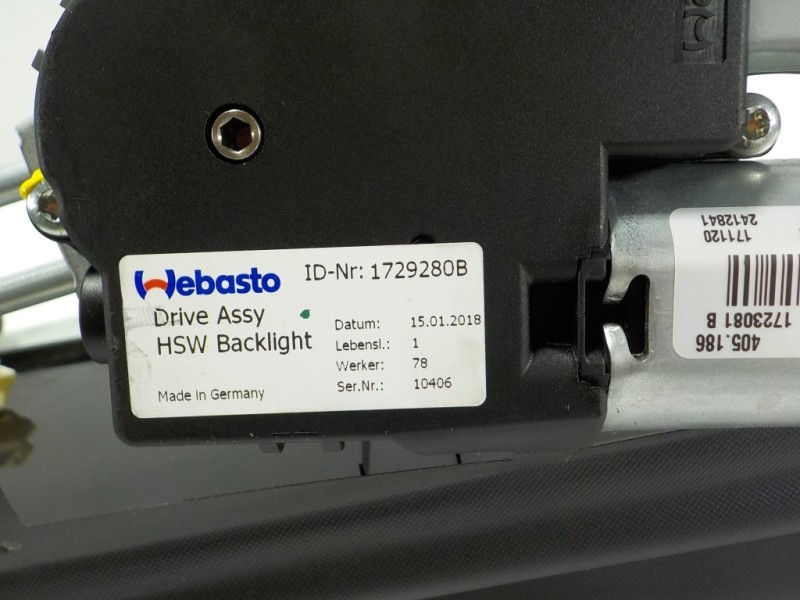 Webasto ID-Nr: 1729280B
Drive Assy
HSW Backlight
Datum: 15.01.2018
Lebensl.: 1
Werker: 78
Ser.Nr.: 10406
Made in Germany
405.186
1723081 B
171120
2412841